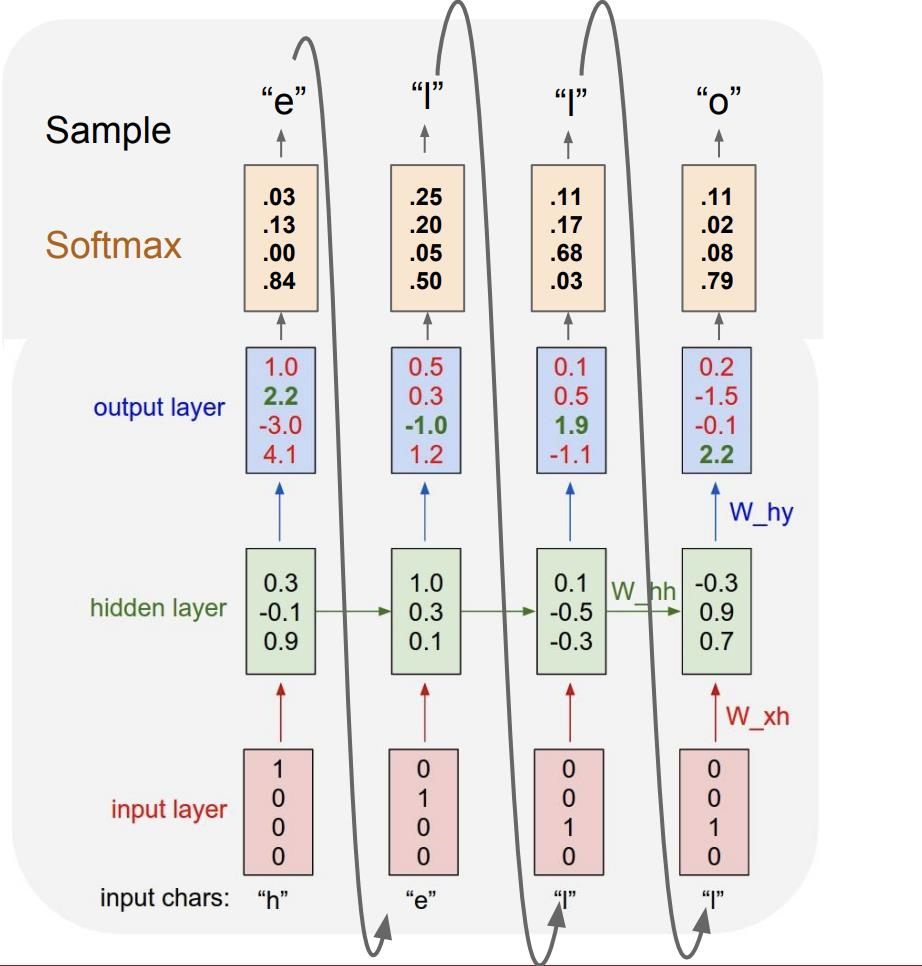 Sample “e” “l” “l” “o”
Softmax
.03 .25 .11 .11
.13 .20 .17 .02
.00 .05 .68 .08
.84 .50 .03 .79
output layer
1.0 0.5 0.1 0.2
2.2 0.3 0.5 -1.5
-3.0 -1.0 1.9 -0.1
4.1 1.2 -1.1 2.2
W_hy
hidden layer
0.3 1.0 0.1 -0.3
-0.1 0.3 -0.5 0.9
0.9 0.1 -0.3 0.7
W_hh
W_xh
input layer
1 0 0 0
0 1 0 0
0 0 1 1
0 0 0 0
input chars: “h” “e” “l” “l”